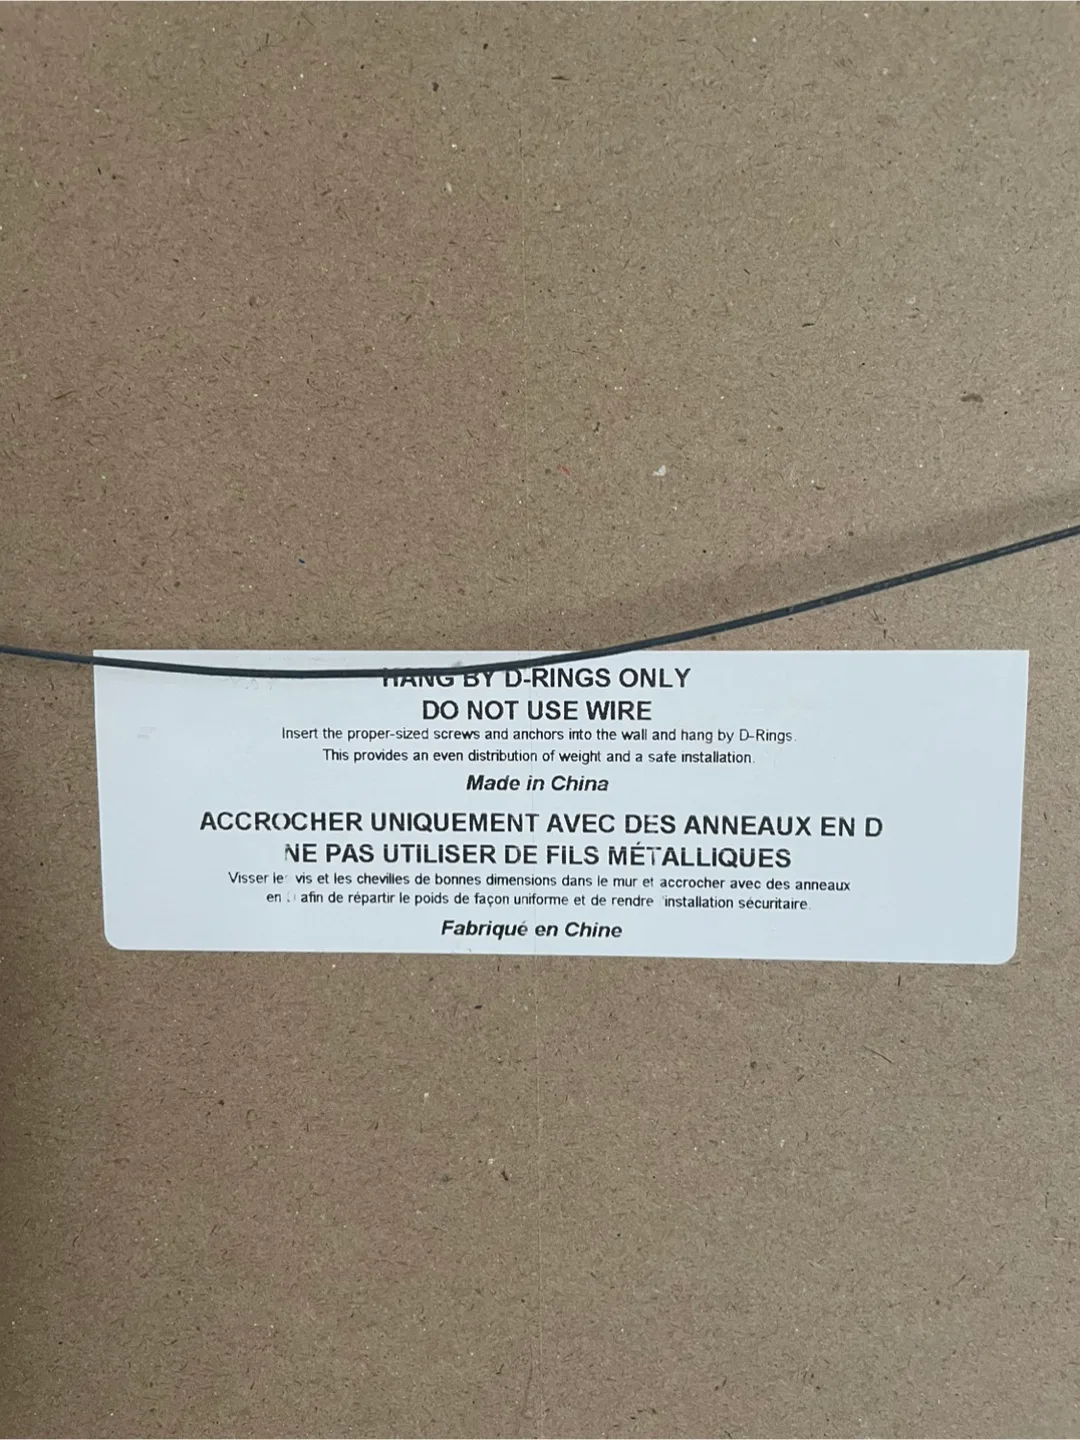 HANG BY D-RINGS ONLY
DO NOT USE WIRE
Insert the proper-sized screws and anchors into the wall and hang by D-Rings.
This provides an even distribution of weight and a safe installation.
Made in China
ACCROCHER UNIQUEMENT AVEC DES ANNEAUX EN D
NE PAS UTILISER DE FILS MÉTALLIQUES
Visser le vis et les chevilles de bonnes dimensions dans le mur et accrocher avec des anneaux
en afin de répartir le poids de façon uniforme et de rendre installation sécuritaire.
Fabriqué en Chine